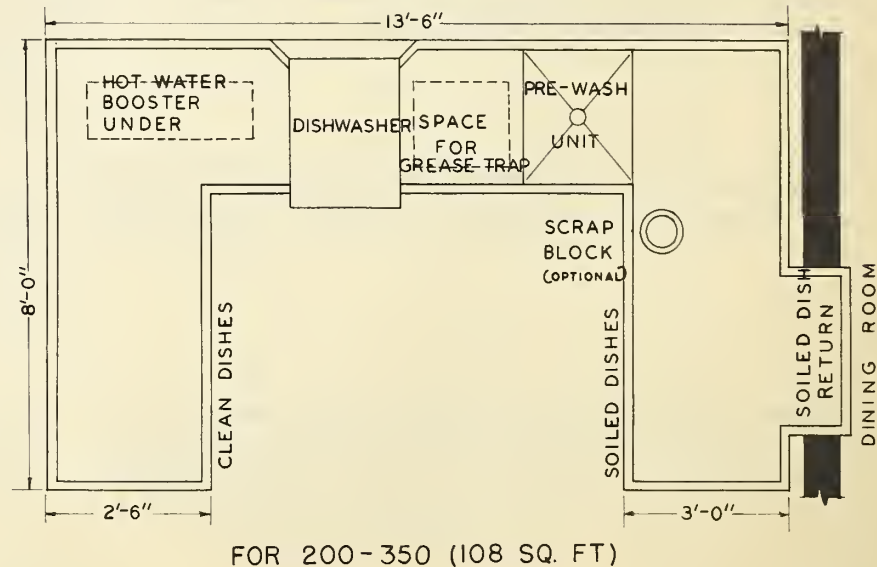 13'-6"
HOT WATER
BOOSTER
UNDER
DISHWASHER
SPACE
FOR
GREASE TRAP
PRE-WASH
UNIT
SCRAP
BLOCK
(OPTIONAL)
8'-0"
CLEAN DISHES
SOILED DISHES
SOILED DISH
RETURN
DINING ROOM
2'-6"
3'-0"
FOR 200-350 (108 SQ. FT)